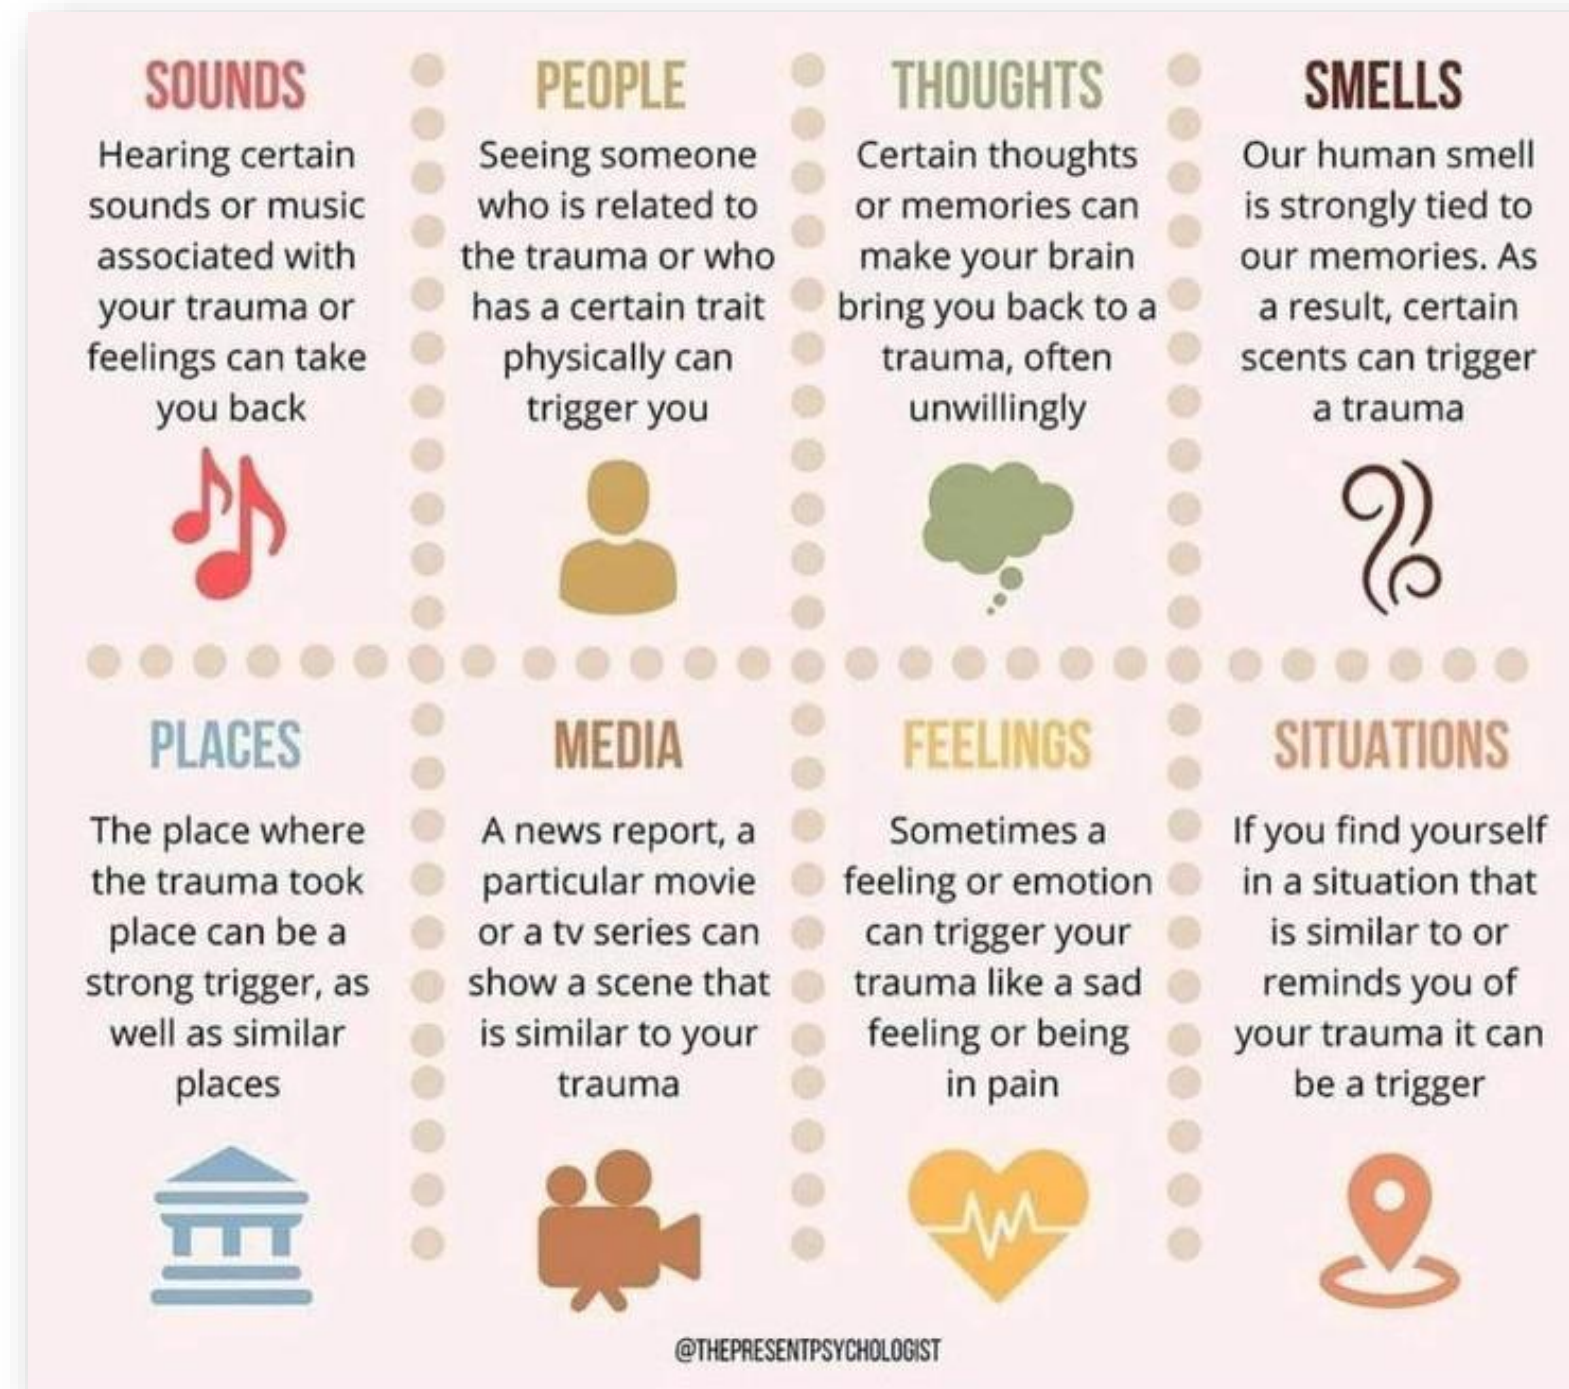 SOUNDS
Hearing certain
sounds or music
associated with
your trauma or
feelings can take
you back
PEOPLE
Seeing someone
who is related to
the trauma or who
has a certain trait
physically can
trigger you
THOUGHTS
Certain thoughts
or memories can
make your brain
bring you back to a
trauma, often
unwillingly
SMELLS
Our human smell
is strongly tied to
our memories. As
a result, certain
scents can trigger
a trauma
PLACES
The place where
the trauma took
place can be a
strong trigger, as
well as similar
places
MEDIA
A news report, a
particular movie
or a tv series can
show a scene that
is similar to your
trauma
FEELINGS
Sometimes a
feeling or emotion
can trigger your
trauma like a sad
feeling or being
in pain
SITUATIONS
If you find yourself
in a situation that
is similar to or
reminds you of
your trauma it can
be a trigger
@THEPRESENTPSYCHOLOGIST